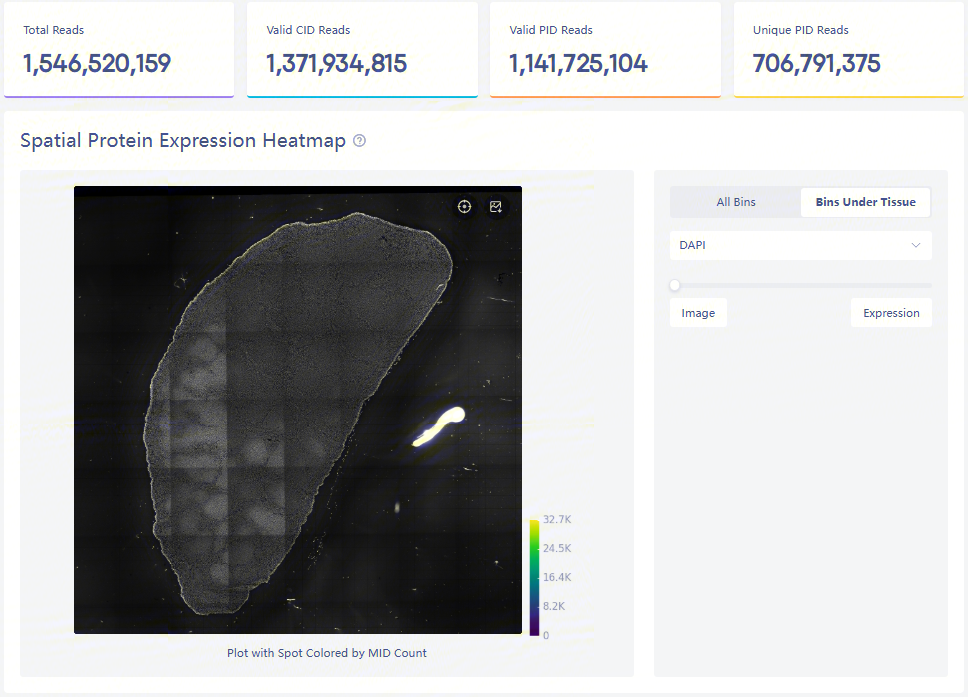 Total Reads
1,546,520,159
Valid CID Reads
1,371,934,815
Valid PID Reads
1,141,725,104
Unique PID Reads
706,791,375
Spatial Protein Expression Heatmap ?
All Bins
Bins Under Tissue
DAPI
Image
Expression
32.7K
24.5K
16.4K
8.2K
0
Plot with Spot Colored by MID Count